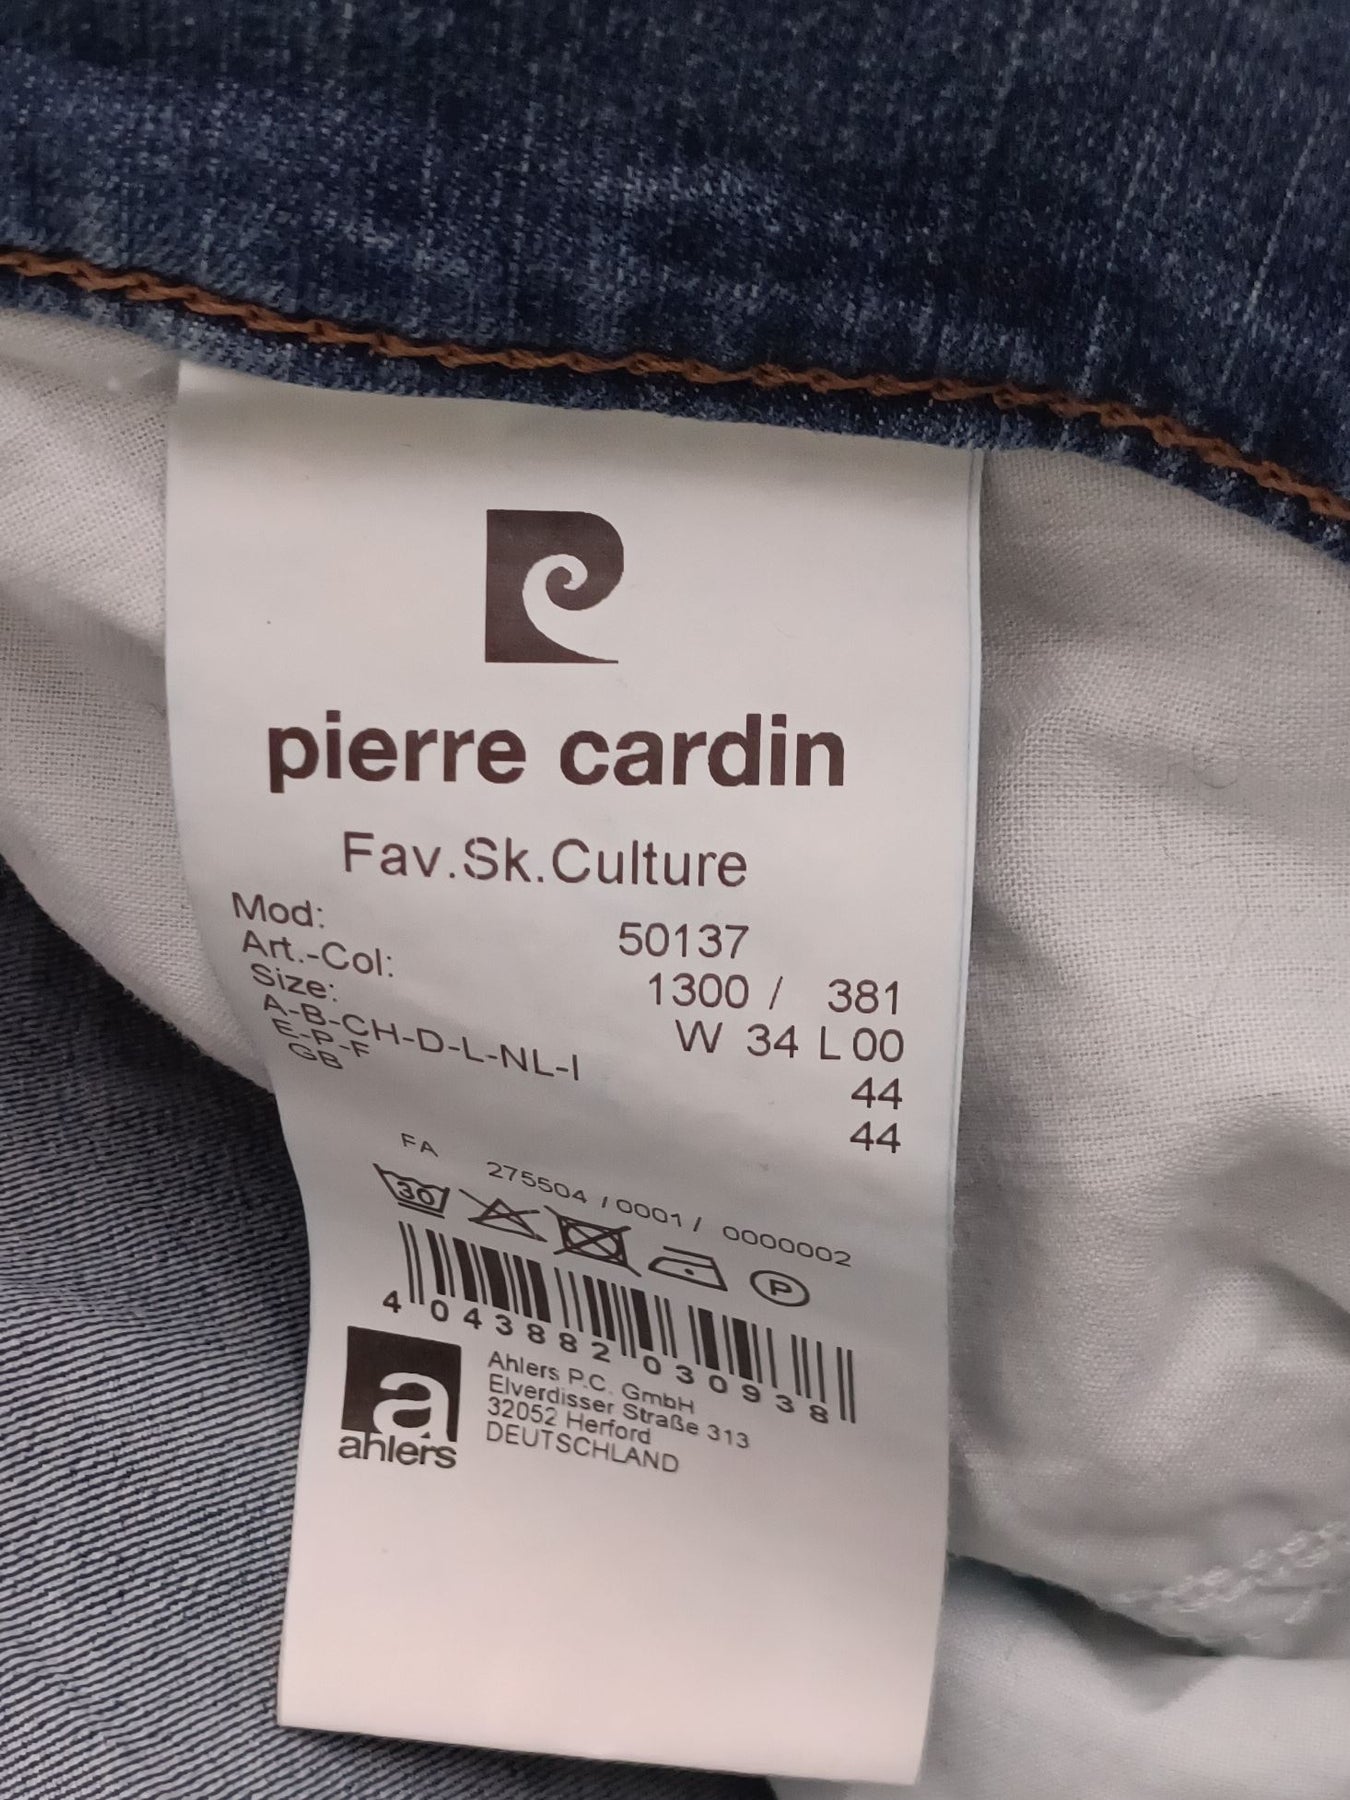 pierre cardin
Fav.Sk.Culture
Mod: 50137
Art.-Col: 1300 / 381
Size: W 34 L 00
A-B-CH-D-L-NL-I 44
E-P-F 44
GB
FA 275504 / 0001 / 0000002
30
P
4 043882 030938
a
ahlers
Ahlers P.C. GmbH
Elverdisser Straße 313
32052 Herford
DEUTSCHLAND